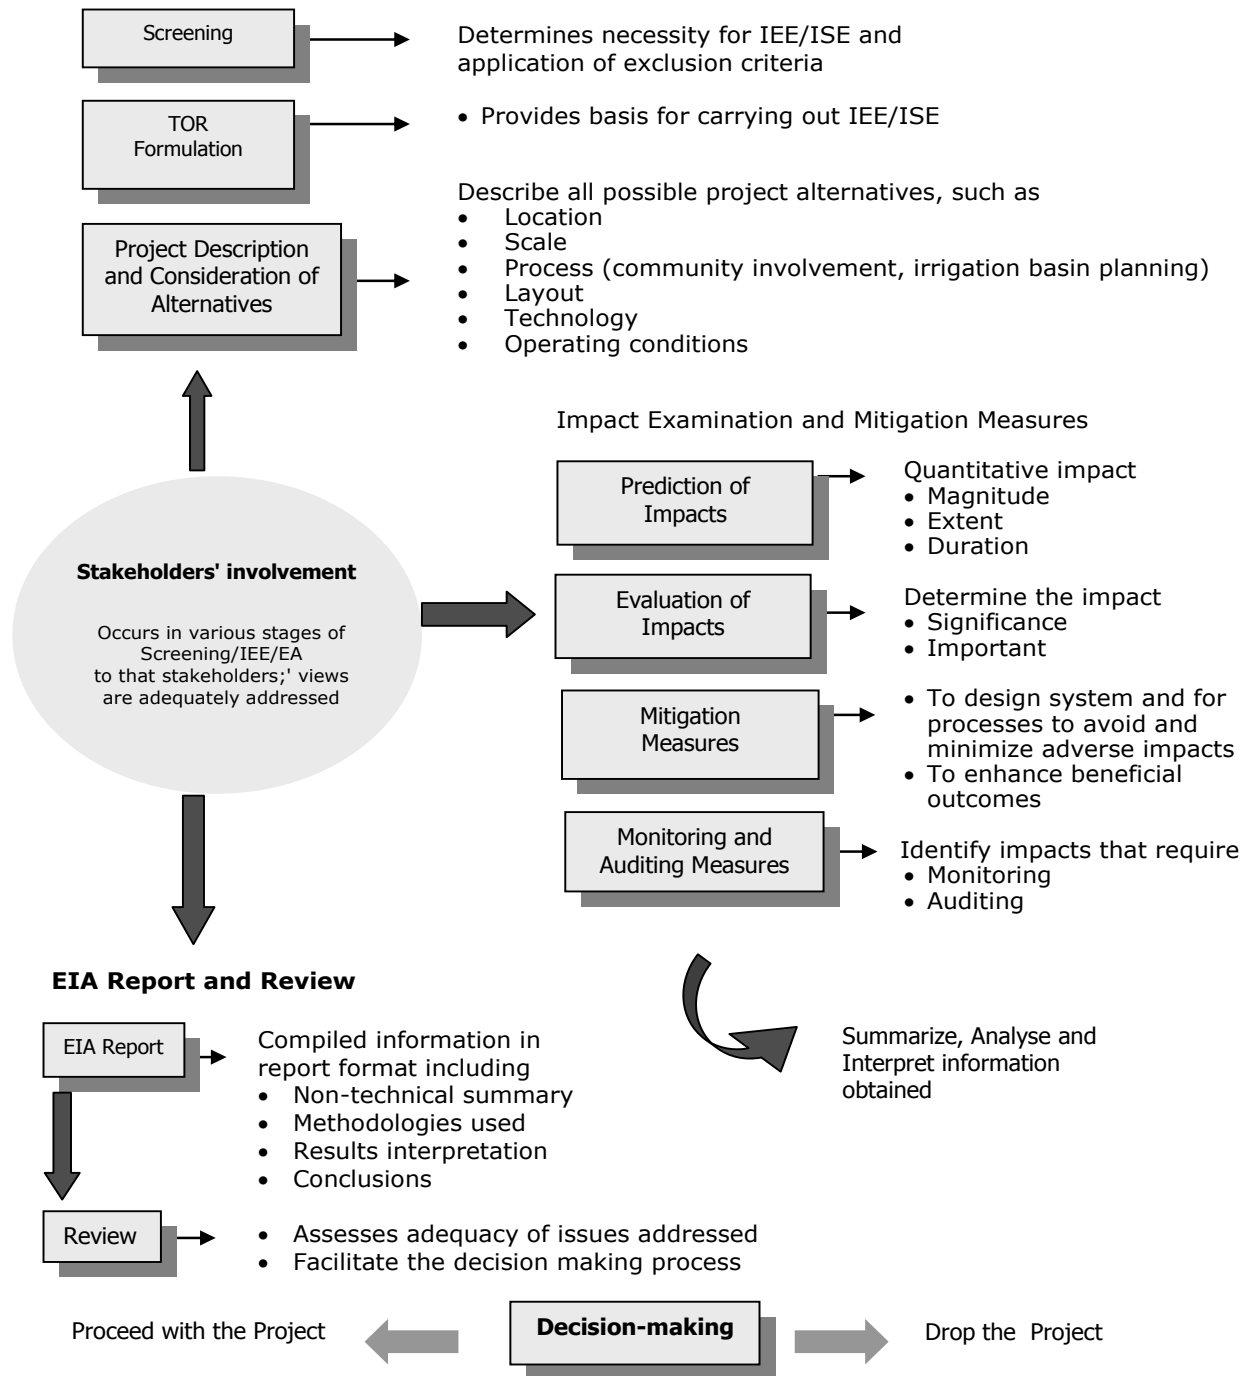 Screening
Determines necessity for IEE/ISE and
application of exclusion criteria
TOR
Formulation
• Provides basis for carrying out IEE/ISE
Project Description
and Consideration of
Alternatives
Describe all possible project alternatives, such as
• Location
• Scale
• Process (community involvement, irrigation basin planning)
• Layout
• Technology
• Operating conditions
Stakeholders' involvement
Occurs in various stages of
Screening/IEE/EA
to that stakeholders;' views
are adequately addressed
Impact Examination and Mitigation Measures
Prediction of
Impacts
Quantitative impact
• Magnitude
• Extent
• Duration
Evaluation of
Impacts
Determine the impact
• Significance
• Important
Mitigation
Measures
• To design system and for
processes to avoid and
minimize adverse impacts
• To enhance beneficial
outcomes
Monitoring and
Auditing Measures
Identify impacts that require
• Monitoring
• Auditing
Summarize, Analyse and
Interpret information
obtained
EIA Report and Review
EIA Report
Compiled information in
report format including
• Non-technical summary
• Methodologies used
• Results interpretation
• Conclusions
Review
• Assesses adequacy of issues addressed
• Facilitate the decision making process
Proceed with the Project
Decision-making
Drop the Project